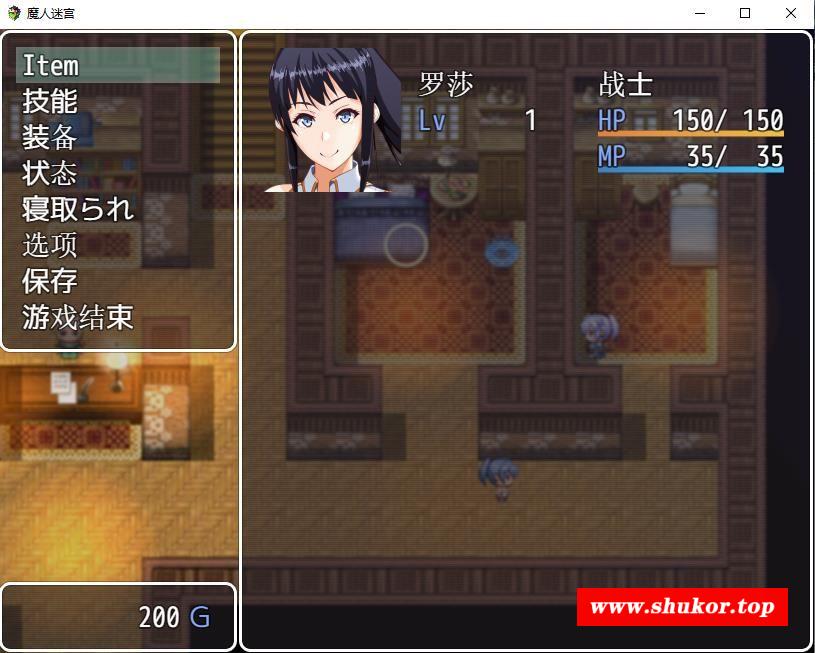 魔人迷宫
Item
技能
装备
状态
寝取られ
选项
保存
游戏结束
罗莎
Lv 1
战士
HP 150/ 150
MP 35/ 35
200 G
www.shukor.top